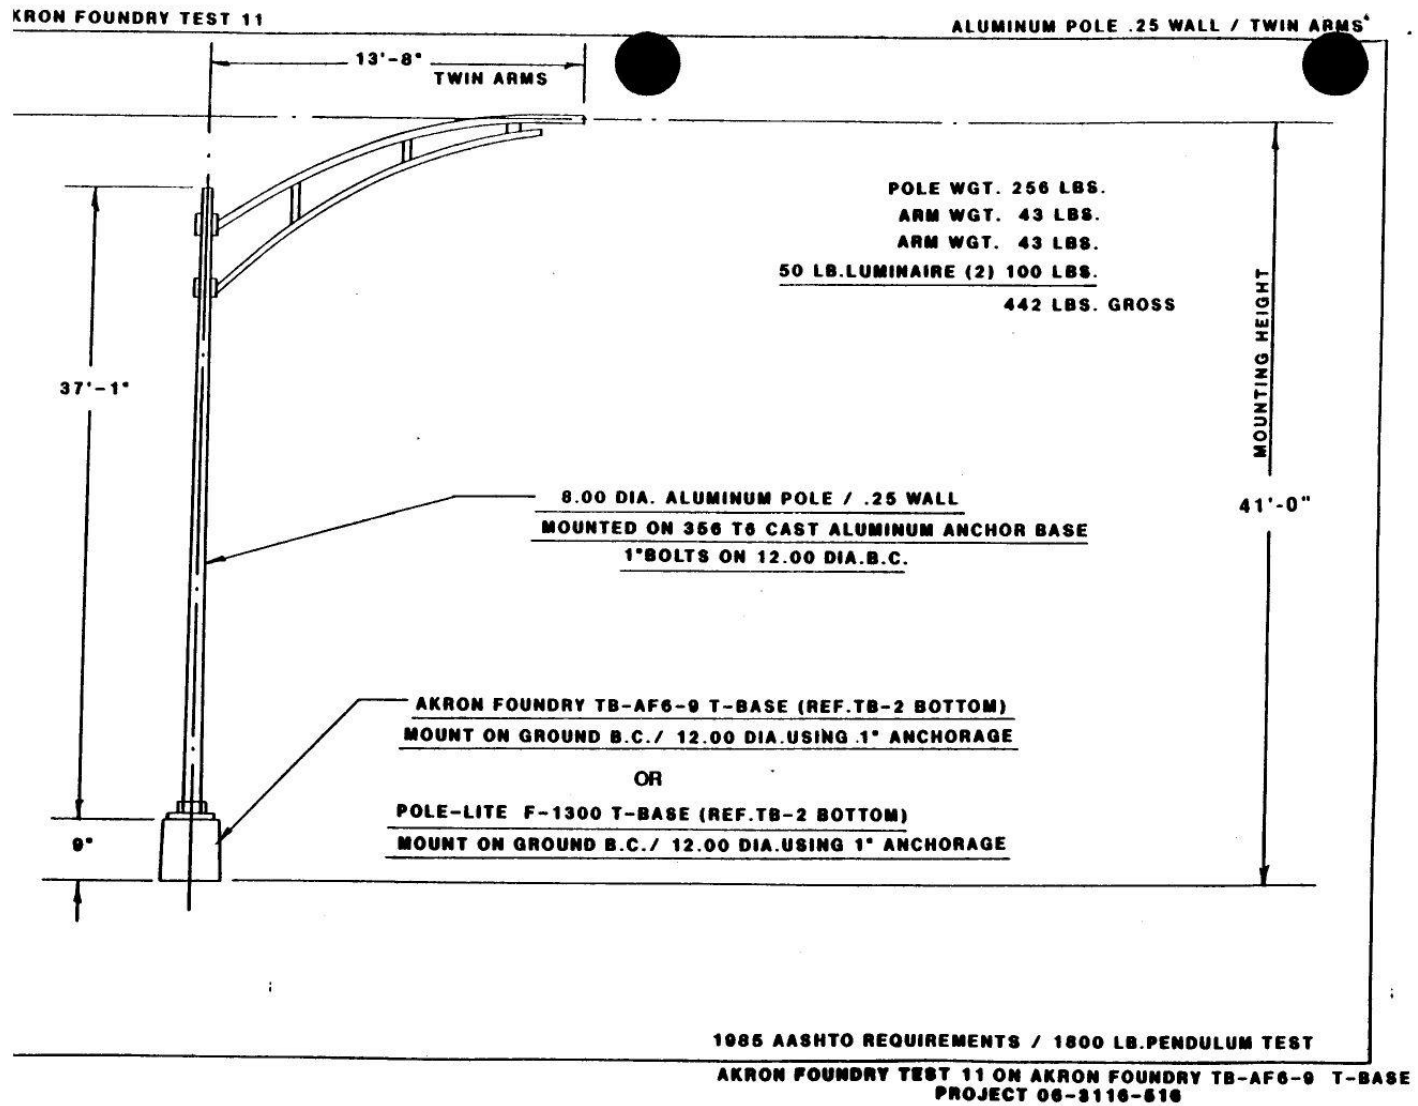 KRON FOUNDRY TEST 11
ALUMINUM POLE .25 WALL / TWIN ARMS
13'-8"
TWIN ARMS
POLE WGT. 256 LBS.
ARM WGT. 43 LBS.
ARM WGT. 43 LBS.
50 LB.LUMINAIRE (2) 100 LBS.
442 LBS. GROSS
MOUNTING HEIGHT
37'-1"
8.00 DIA. ALUMINUM POLE / .25 WALL
MOUNTED ON 356 T6 CAST ALUMINUM ANCHOR BASE
1"BOLTS ON 12.00 DIA.B.C.
41'-0"
AKRON FOUNDRY TB-AF6-9 T-BASE (REF.TB-2 BOTTOM)
MOUNT ON GROUND B.C./ 12.00 DIA.USING 1" ANCHORAGE
OR
POLE-LITE F-1300 T-BASE (REF.TB-2 BOTTOM)
MOUNT ON GROUND B.C./ 12.00 DIA.USING 1" ANCHORAGE
9"
1985 AASHTO REQUIREMENTS / 1800 LB.PENDULUM TEST
AKRON FOUNDRY TEST 11 ON AKRON FOUNDRY TB-AF6-9 T-BASE
PROJECT 06-3116-516